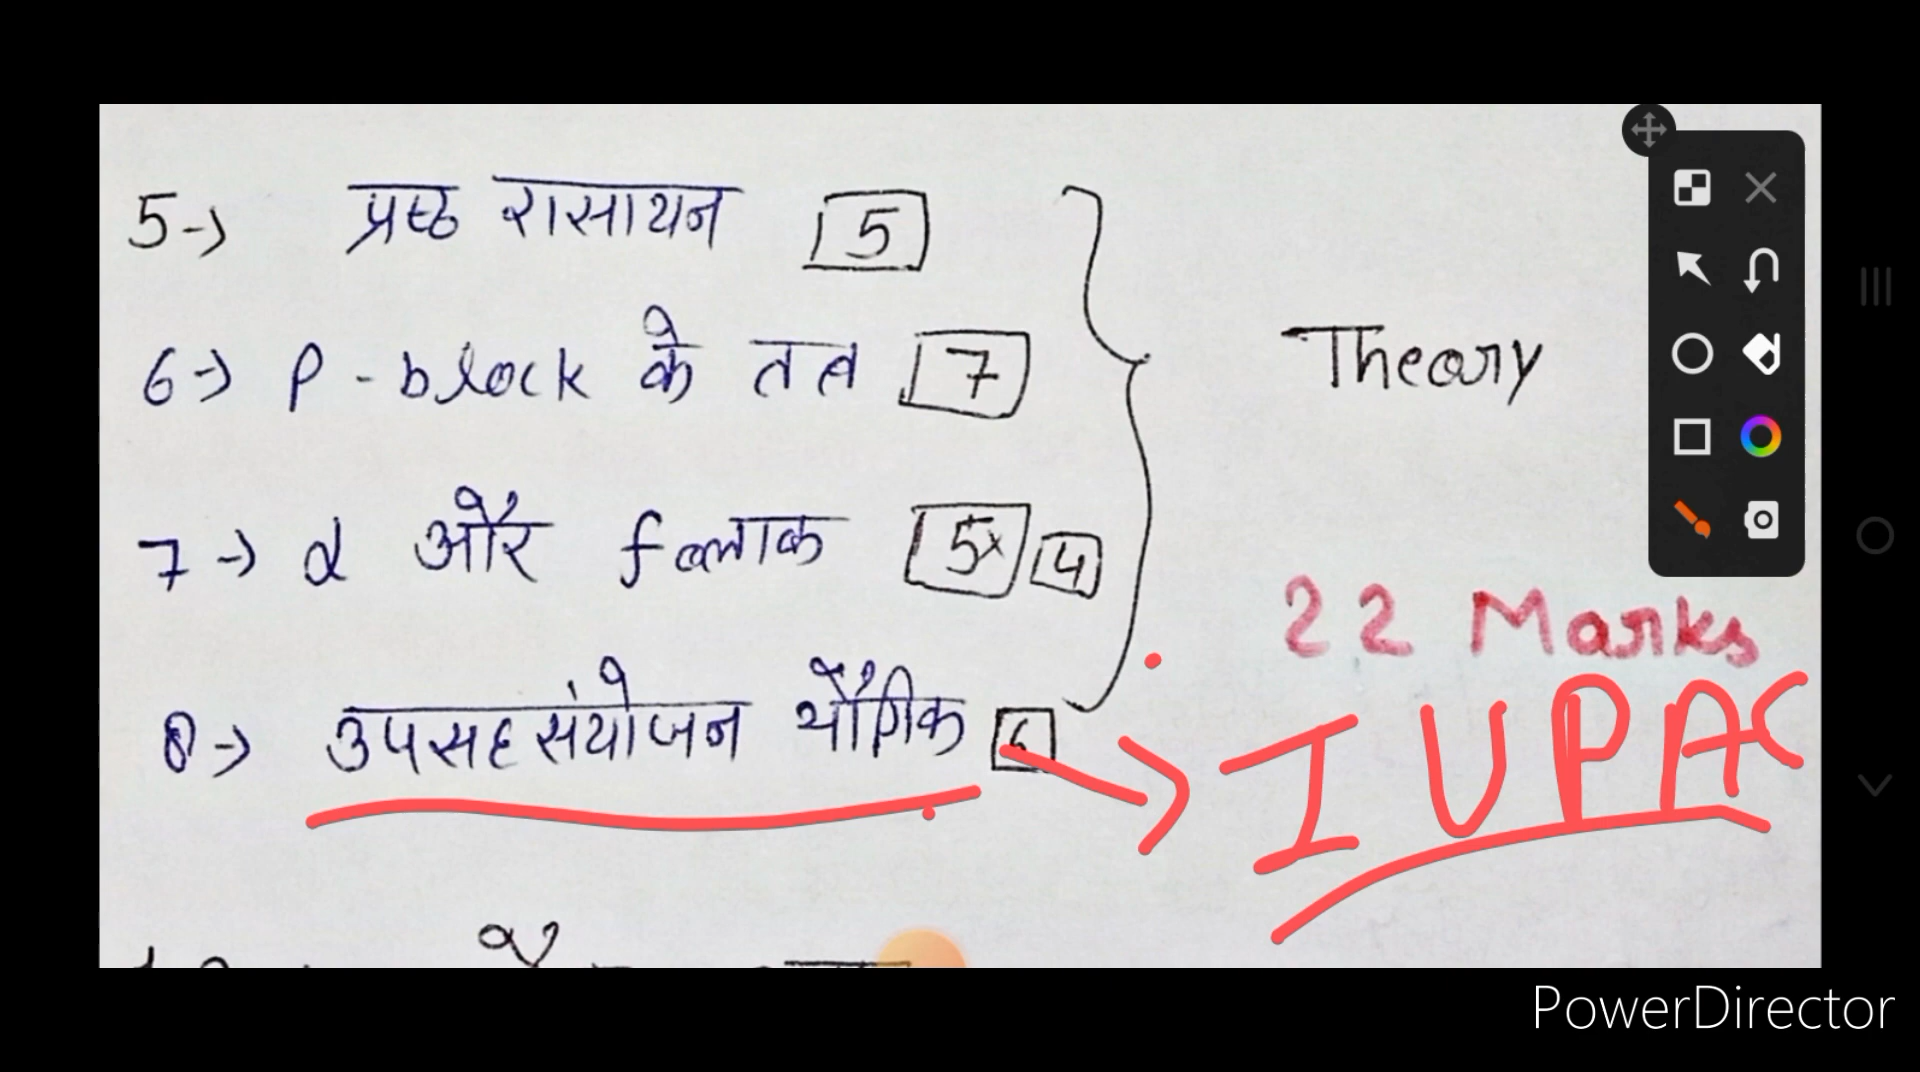 5-> प्रष्ठ रासायन 5
6-> P-block के तत्व 7
Theory
7-> d और fब्लाक 5x 4
22 Marks
8-> उपसहसंयोजन यौगिक 6
IUPAC
PowerDirector